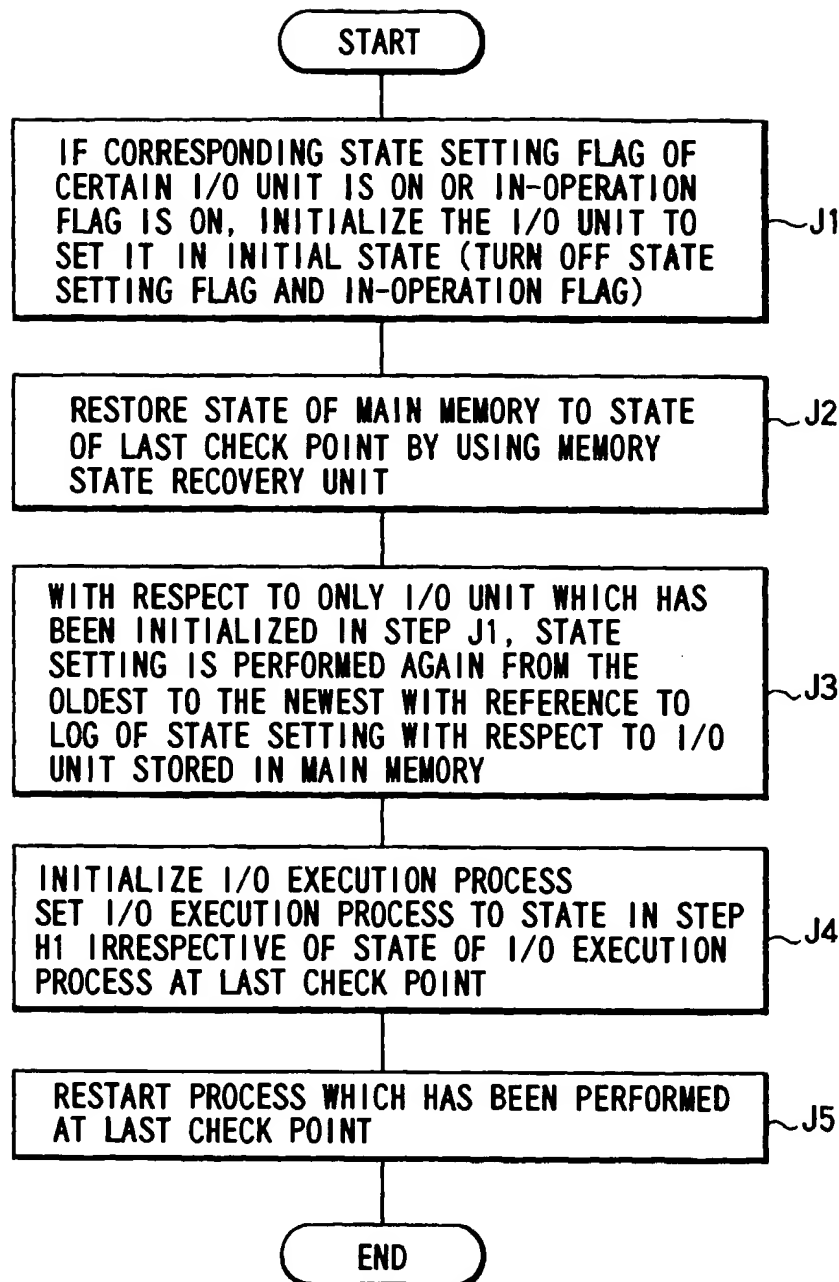 START
IF CORRESPONDING STATE SETTING FLAG OF
CERTAIN I/O UNIT IS ON OR IN-OPERATION
FLAG IS ON, INITIALIZE THE I/O UNIT TO
SET IT IN INITIAL STATE (TURN OFF STATE
SETTING FLAG AND IN-OPERATION FLAG)
J1
RESTORE STATE OF MAIN MEMORY TO STATE
OF LAST CHECK POINT BY USING MEMORY
STATE RECOVERY UNIT
J2
WITH RESPECT TO ONLY I/O UNIT WHICH HAS
BEEN INITIALIZED IN STEP J1, STATE
SETTING IS PERFORMED AGAIN FROM THE
OLDEST TO THE NEWEST WITH REFERENCE TO
LOG OF STATE SETTING WITH RESPECT TO I/O
UNIT STORED IN MAIN MEMORY
J3
INITIALIZE I/O EXECUTION PROCESS
SET I/O EXECUTION PROCESS TO STATE IN STEP
H1 IRRESPECTIVE OF STATE OF I/O EXECUTION
PROCESS AT LAST CHECK POINT
J4
RESTART PROCESS WHICH HAS BEEN PERFORMED
AT LAST CHECK POINT
J5
END